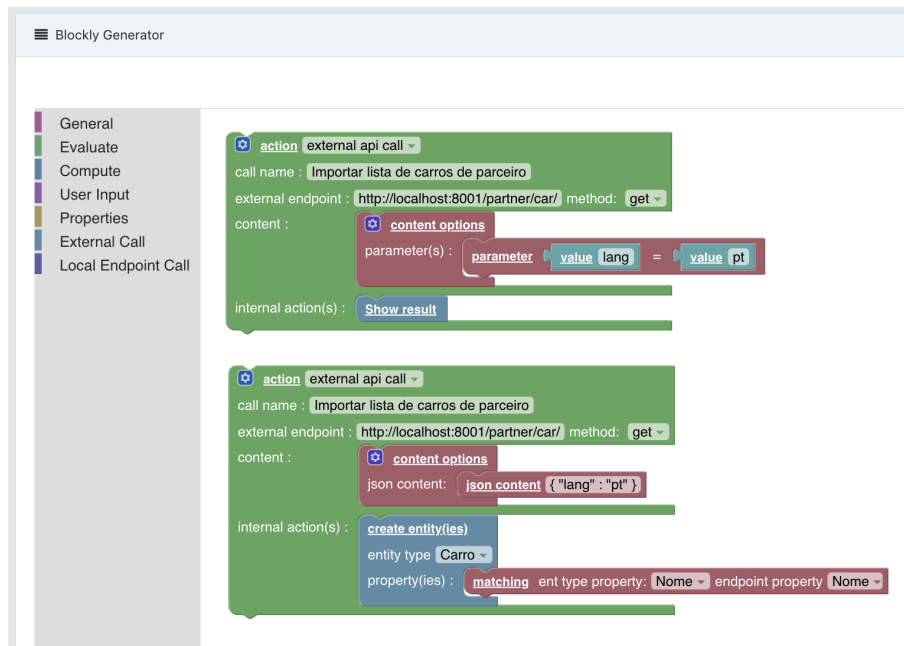 Blockly Generator
General
Evaluate
Compute
User Input
Properties
External Call
Local Endpoint Call
action external api call
call name : Importar lista de carros de parceiro
external endpoint : http://localhost:8001/partner/car/ method: get
content : content options
parameter(s) : parameter value lang = value pt
internal action(s) : Show result
action external api call
call name : Importar lista de carros de parceiro
external endpoint : http://localhost:8001/partner/car/ method: get
content : content options
json content: json content { "lang" : "pt" }
internal action(s) : create entity(ies)
entity type Carro
property(ies) : matching ent type property: Nome endpoint property Nome